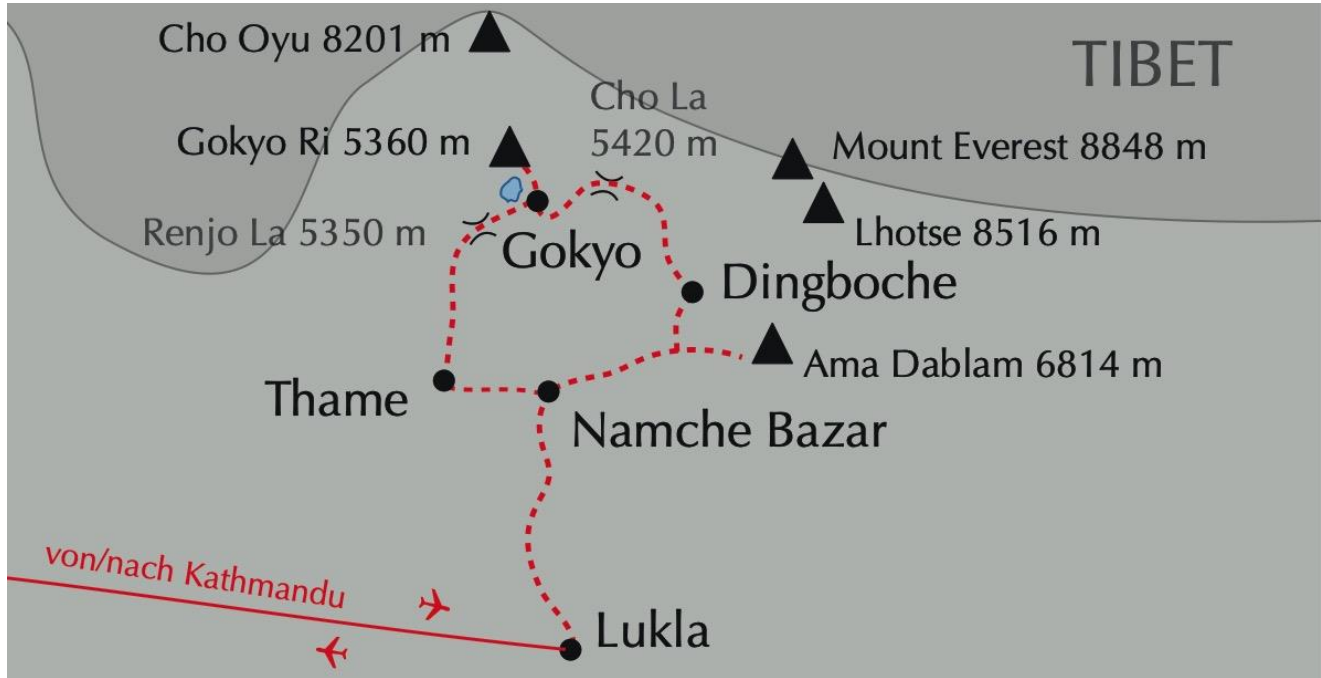 Cho Oyu 8201 m
TIBET
Cho La
5420 m
Gokyo Ri 5360 m
Mount Everest 8848 m
Renjo La 5350 m
Gokyo
Lhotse 8516 m
Dingboche
Ama Dablam 6814 m
Thame
Namche Bazar
von/nach Kathmandu
Lukla